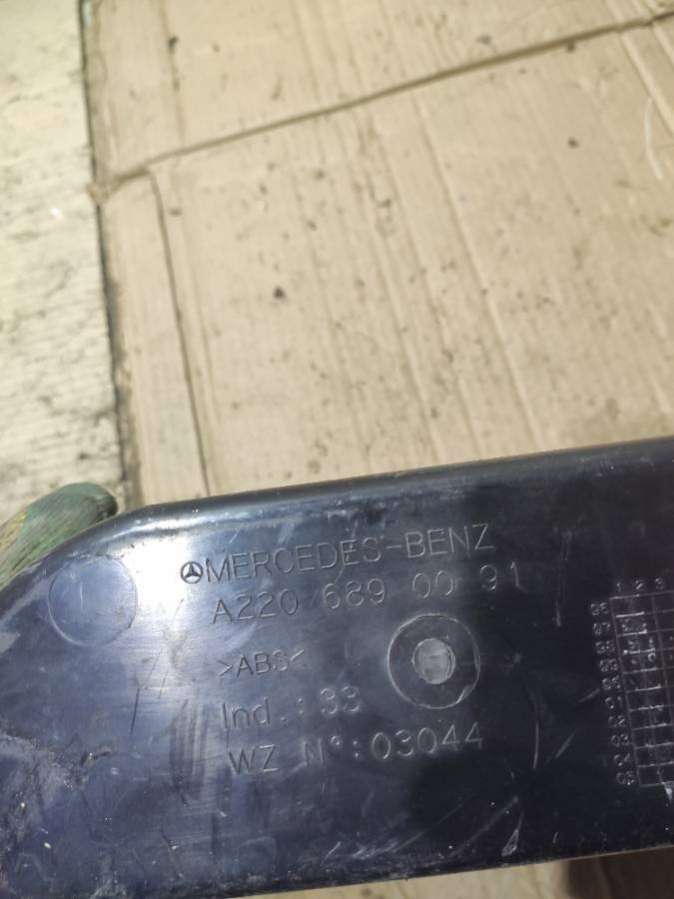 MERCEDES-BENZ
A220 689 00 91
>ABS<
Ind.: 33
WZ N°: 03044